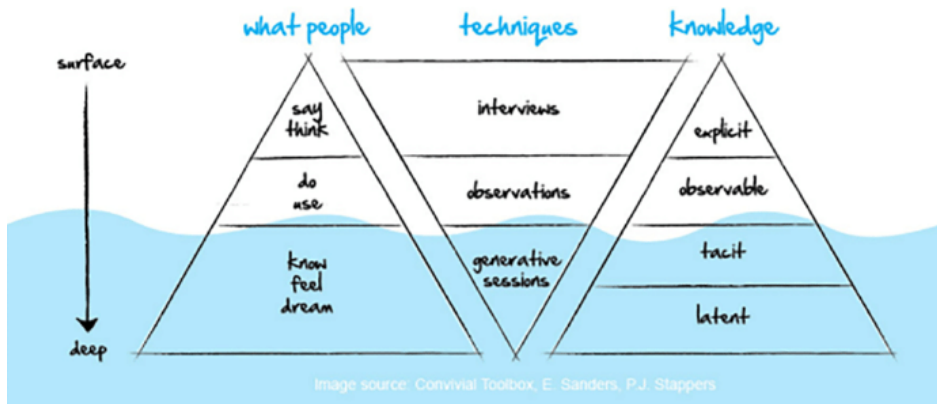 what people
techniques
knowledge
surface
say
think
interviews
explicit
do
use
observations
observable
know
feel
dream
generative
sessions
tacit
latent
deep
Image source: Convivial Toolbox, E. Sanders, P.J. Stappers